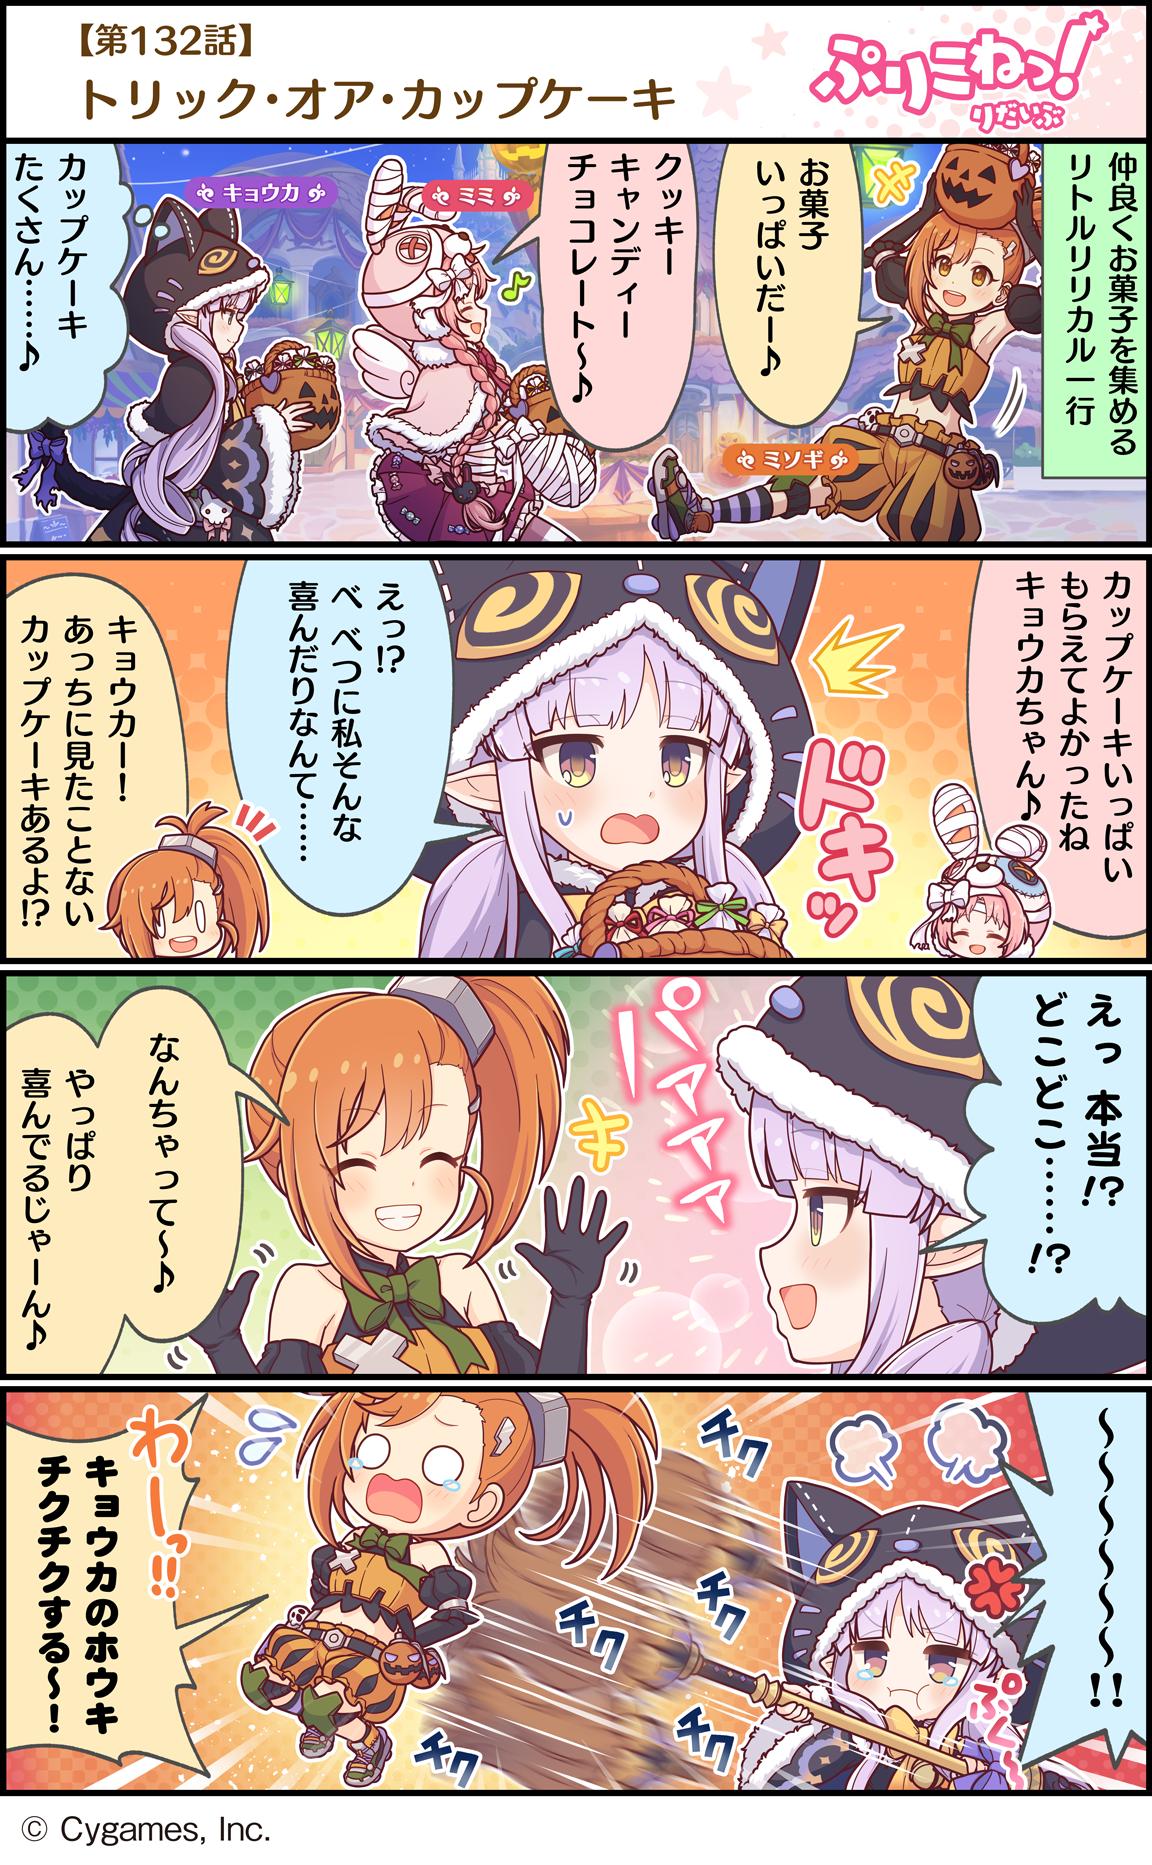 【第132話】
トリック・オア・カップケーキ
ぷりこねっ!
りだいぶ
仲良くお菓子を集める
リトルリリカル一行
お菓子
いっぱいだー♪
ミソギ
クッキー
キャンディー
チョコレート〜♪
ミミ
キョウカ
カップケーキ
たくさん……♪
カップケーキいっぱい
もらえてよかったね
キョウカちゃん♪
ドキッ
えっ!?
べ べつに私そんな
喜んだりなんて……
キョウカー!
あっちに見たことない
カップケーキあるよ!?
えっ 本当!?
どこどこ……!?
パァァァー
なんちゃって〜♪
やっぱり
喜んでるじゃーん♪
〜〜〜〜〜〜〜!!
ぷく〜
チク
チク
チク
チク
チク
わーっ!!
キョウカのホウキ
チクチクする〜!
© Cygames, Inc.